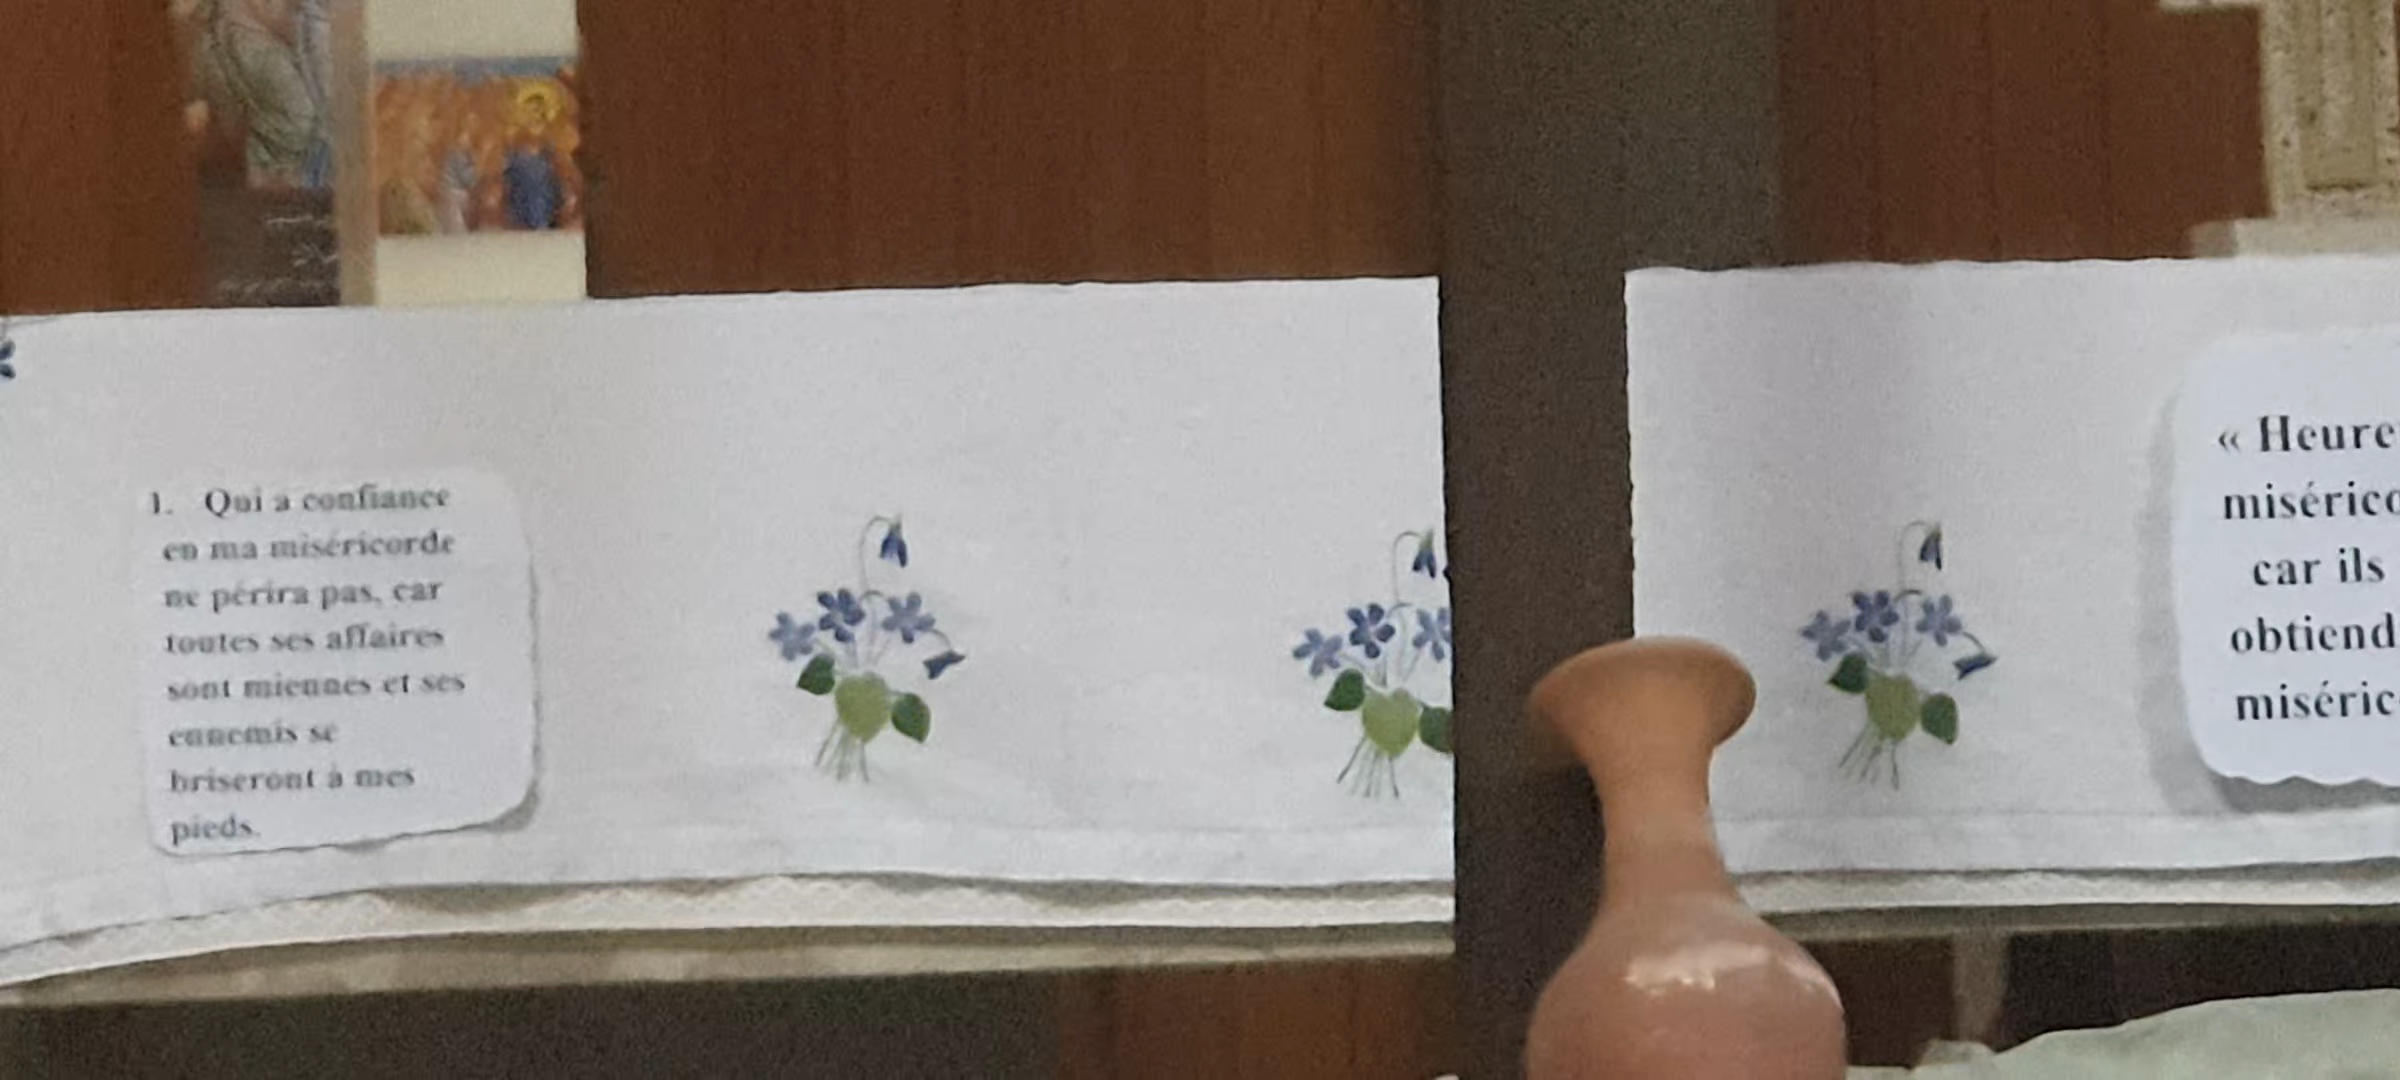 1. Qui a confiance
en ma miséricorde
ne périra pas, car
toutes ses affaires
sont miennes et ses
ennemis se
briseront à mes
pieds.
« Heure
miséric
car ils
obtiend
miséric